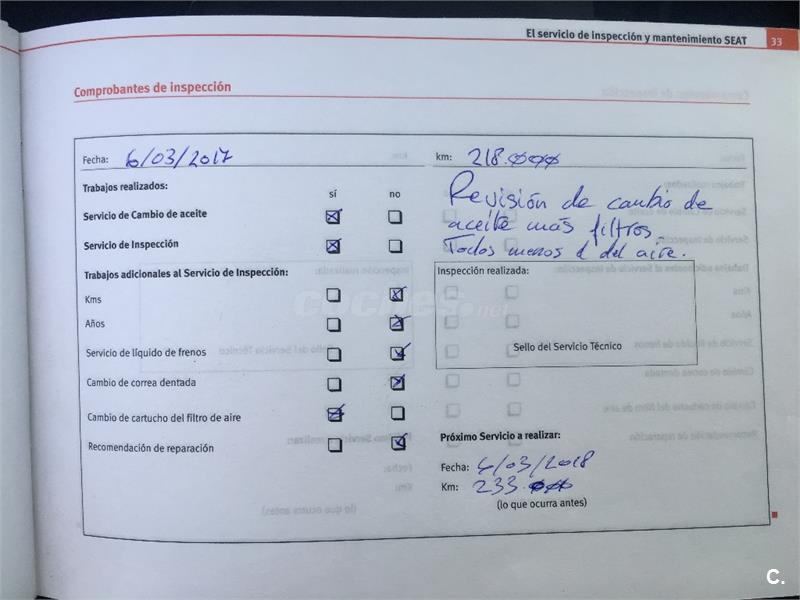 El servicio de inspección y mantenimiento SEAT 33
Comprobantes de inspección
Fecha: 6/03/2017 km: 218.000
Trabajos realizados:
sí no
Servicio de Cambio de aceite
Servicio de Inspección
Revisión de cambio de
aceite más filtros.
Todos menos el del aire.
Trabajos adicionales al Servicio de Inspección:
Kms
Años
Servicio de líquido de frenos
Cambio de correa dentada
Cambio de cartucho del filtro de aire
Recomendación de reparación
Inspección realizada:
Sello del Servicio Técnico
Próximo Servicio a realizar:
Fecha: 6/03/2018
Km: 233.000
(lo que ocurra antes)
coches.net
C.